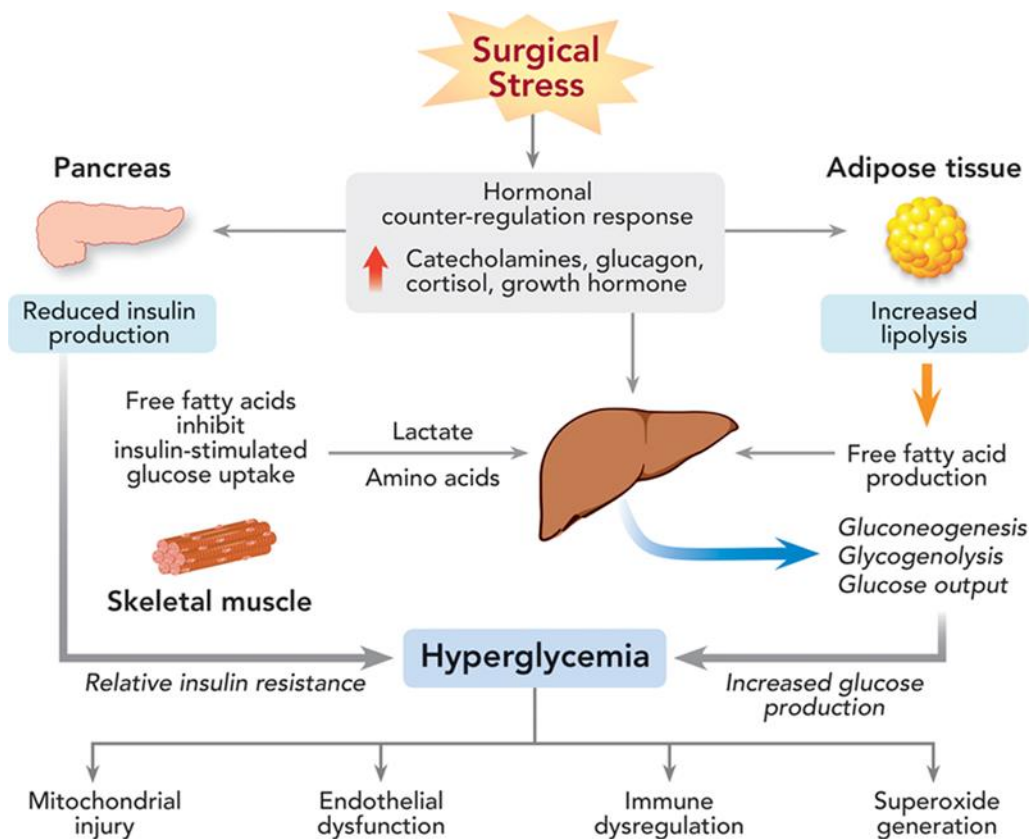 Surgical
Stress
Pancreas
Hormonal
counter-regulation response
Catecholamines, glucagon,
cortisol, growth hormone
Adipose tissue
Reduced insulin
production
Increased
lipolysis
Free fatty acids
inhibit
insulin-stimulated
glucose uptake
Lactate
Amino acids
Free fatty acid
production
Gluconeogenesis
Glycogenolysis
Glucose output
Skeletal muscle
Hyperglycemia
Relative insulin resistance
Increased glucose
production
Mitochondrial
injury
Endothelial
dysfunction
Immune
dysregulation
Superoxide
generation